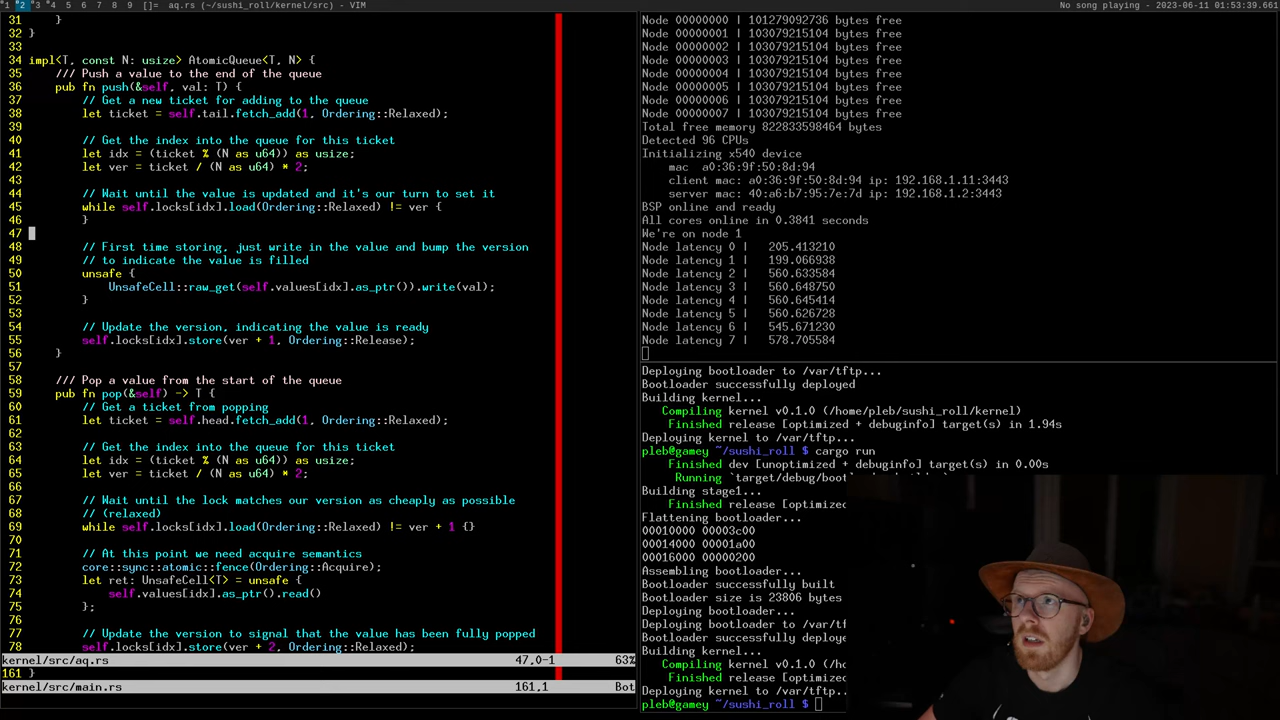 1 2 3 4 5 6 7 8 9 []= aq.rs (~/sushi_roll/kernel/src) - VIM
No song playing - 2023-06-11 01:53:39.661
31     }
32 }
33
34 impl<T, const N: usize> AtomicQueue<T, N> {
35     /// Push a value to the end of the queue
36     pub fn push(&self, val: T) {
37         // Get a new ticket for adding to the queue
38         let ticket = self.tail.fetch_add(1, Ordering::Relaxed);
39
40         // Get the index into the queue for this ticket
41         let idx = (ticket % (N as u64)) as usize;
42         let ver = ticket / (N as u64) * 2;
43
44         // Wait until the value is updated and it's our turn to set it
45         while self.locks[idx].load(Ordering::Relaxed) != ver {
46         }
47
48         // First time storing, just write in the value and bump the version
49         // to indicate the value is filled
50         unsafe {
51             UnsafeCell::raw_get(self.values[idx].as_ptr()).write(val);
52         }
53
54         // Update the version, indicating the value is ready
55         self.locks[idx].store(ver + 1, Ordering::Release);
56     }
57
58     /// Pop a value from the start of the queue
59     pub fn pop(&self) -> T {
60         // Get a ticket from popping
61         let ticket = self.head.fetch_add(1, Ordering::Relaxed);
62
63         // Get the index into the queue for this ticket
64         let idx = (ticket % (N as u64)) as usize;
65         let ver = ticket / (N as u64) * 2;
66
67         // Wait until the lock matches our version as cheaply as possible
68         // (relaxed)
69         while self.locks[idx].load(Ordering::Relaxed) != ver + 1 {}
70
71         // At this point we need acquire semantics
72         core::sync::atomic::fence(Ordering::Acquire);
73         let ret: UnsafeCell<T> = unsafe {
74             self.values[idx].as_ptr().read()
75         };
76
77         // Update the version to signal that the value has been fully popped
78         self.locks[idx].store(ver + 2, Ordering::Relaxed);
kernel/src/aq.rs 47,0-1 63%
161 }
kernel/src/main.rs 161,1 Bot
Node 00000000 | 101279092736 bytes free
Node 00000001 | 103079215104 bytes free
Node 00000002 | 103079215104 bytes free
Node 00000003 | 103079215104 bytes free
Node 00000004 | 103079215104 bytes free
Node 00000005 | 103079215104 bytes free
Node 00000006 | 103079215104 bytes free
Node 00000007 | 103079215104 bytes free
Total free memory 822833598464 bytes
Detected 96 CPUs
Initializing x540 device
    mac  a0:36:9f:50:8d:94
    client mac: a0:36:9f:50:8d:94 ip: 192.168.1.11:3443
    server mac: 40:a6:b7:95:7e:7d ip: 192.168.1.2:3443
BSP online and ready
All cores online in 0.3841 seconds
We're on node 1
Node latency 0 |   205.413210
Node latency 1 |   199.066938
Node latency 2 |   560.633584
Node latency 3 |   560.648750
Node latency 4 |   560.645414
Node latency 5 |   560.626728
Node latency 6 |   545.671230
Node latency 7 |   578.705584
Deploying bootloader to /var/tftp...
Bootloader successfully deployed
Building kernel...
    Compiling kernel v0.1.0 (/home/pleb/sushi_roll/kernel)
    Finished release [optimized + debuginfo] target(s) in 1.94s
Deploying kernel to /var/tftp...
pleb@gamey ~/sushi_roll $ cargo run
    Finished dev [unoptimized + debuginfo] target(s) in 0.00s
    Running `target/debug/boot
Building stage1...
    Finished release [optimized
Flattening bootloader...
00010000 00003c00
00014000 00001a00
00016000 00000200
Assembling bootloader...
Bootloader successfully built
Bootloader size is 23806 bytes
Deploying bootloader...
Deploying bootloader to /var/tf
Bootloader successfully deploye
Building kernel...
    Compiling kernel v0.1.0 (/ho
    Finished release [optimized
Deploying kernel to /var/tftp...
pleb@gamey ~/sushi_roll $